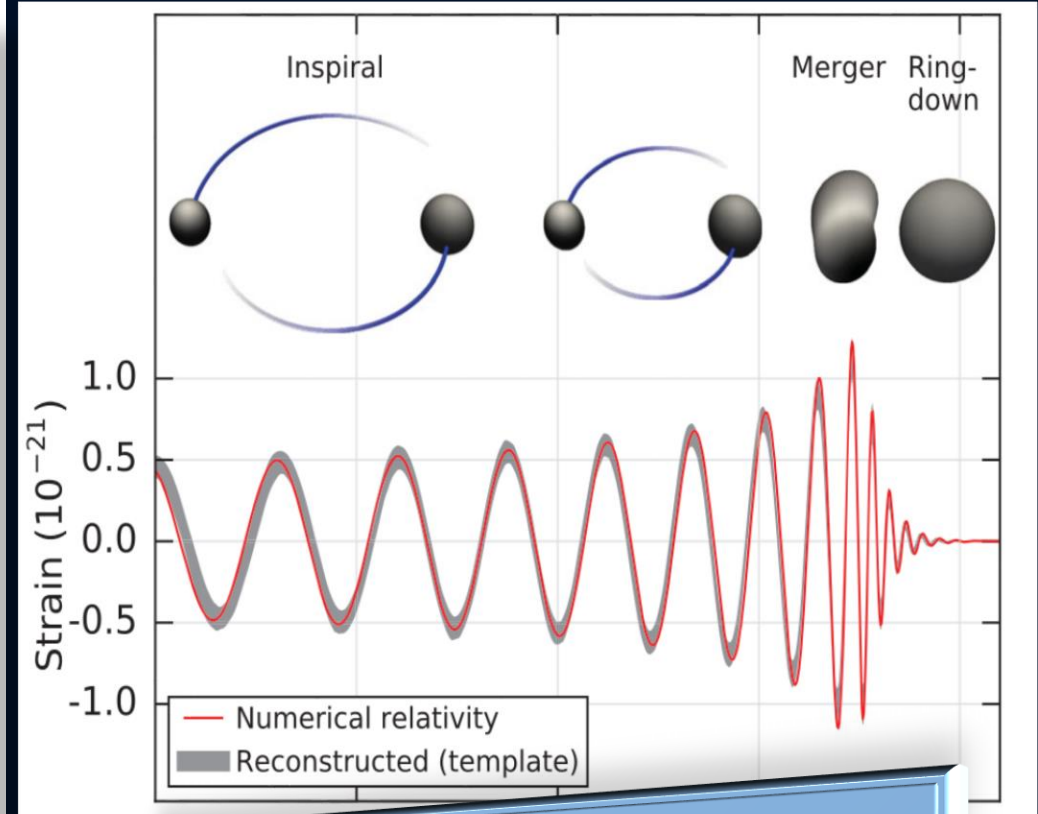 Inspiral
Merger
Ring-
down
1.0
0.5
0.0
-0.5
-1.0
Strain (10⁻²¹)
Numerical relativity
Reconstructed (template)